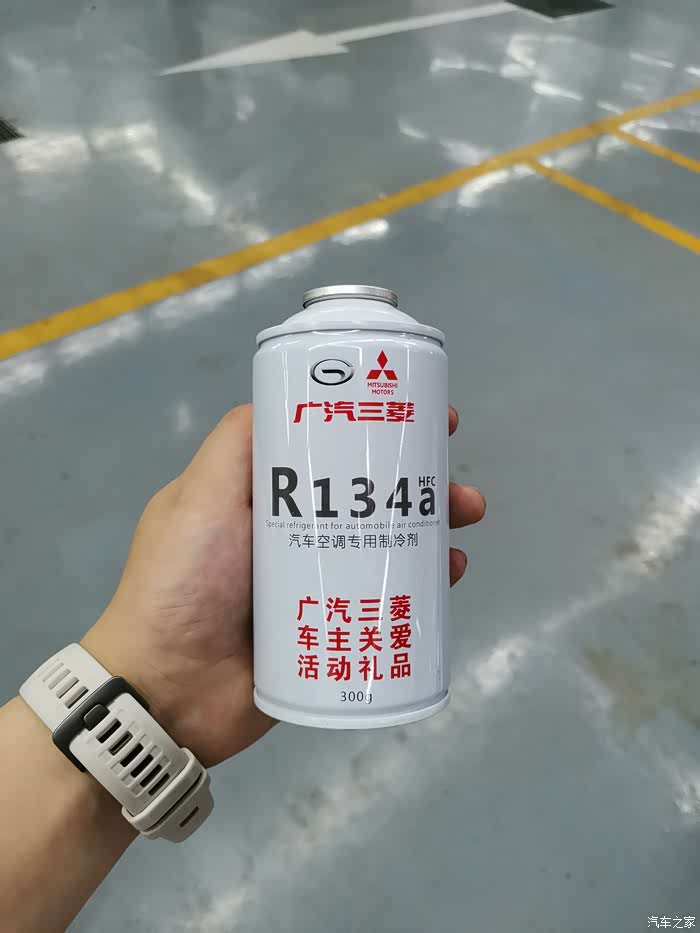 MITSUBISHI
MOTORS
广汽三菱
R134a HFC
Special refrigerant for automobile air conditioner
汽车空调专用制冷剂
广汽三菱
车主关爱
活动礼品
300g
汽车之家